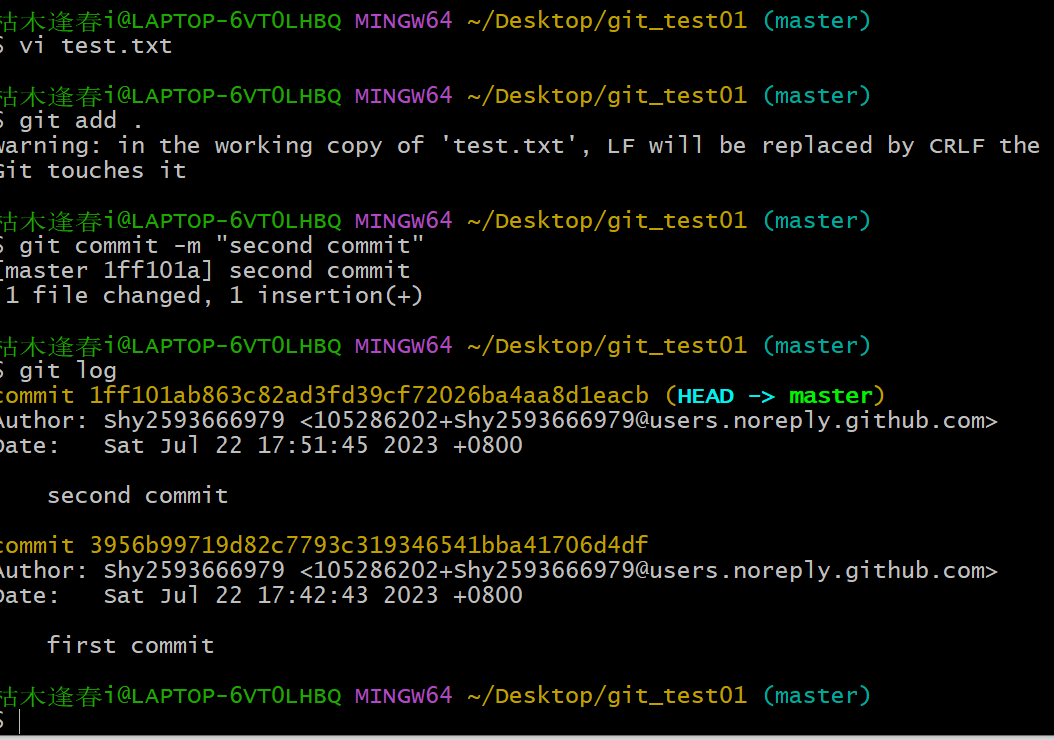 枯木逢春i@LAPTOP-6VT0LHBQ MINGW64 ~/Desktop/git_test01 (master)
$ vi test.txt
枯木逢春i@LAPTOP-6VT0LHBQ MINGW64 ~/Desktop/git_test01 (master)
$ git add .
warning: in the working copy of 'test.txt', LF will be replaced by CRLF the
Git touches it
枯木逢春i@LAPTOP-6VT0LHBQ MINGW64 ~/Desktop/git_test01 (master)
$ git commit -m "second commit"
[master 1ff101a] second commit
1 file changed, 1 insertion(+)
枯木逢春i@LAPTOP-6VT0LHBQ MINGW64 ~/Desktop/git_test01 (master)
$ git log
commit 1ff101ab863c82ad3fd39cf72026ba4aa8d1eacb (HEAD -> master)
Author: Shy2593666979 <105286202+Shy2593666979@users.noreply.github.com>
Date:   Sat Jul 22 17:51:45 2023 +0800
second commit
commit 3956b99719d82c7793c319346541bba41706d4df
Author: Shy2593666979 <105286202+Shy2593666979@users.noreply.github.com>
Date:   Sat Jul 22 17:42:43 2023 +0800
first commit
枯木逢春i@LAPTOP-6VT0LHBQ MINGW64 ~/Desktop/git_test01 (master)
$